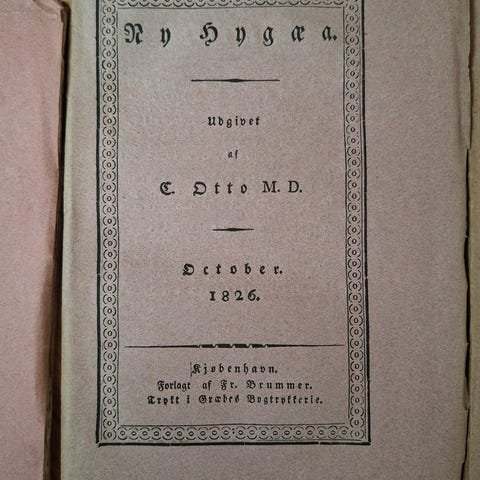 Ny Hygæa.
Udgivet
af
C. Otto M. D.
October.
1826.
Kjøbenhavn.
Forlagt af Fr. Brummer.
Trykt i Græbes Bogtrykkerie.